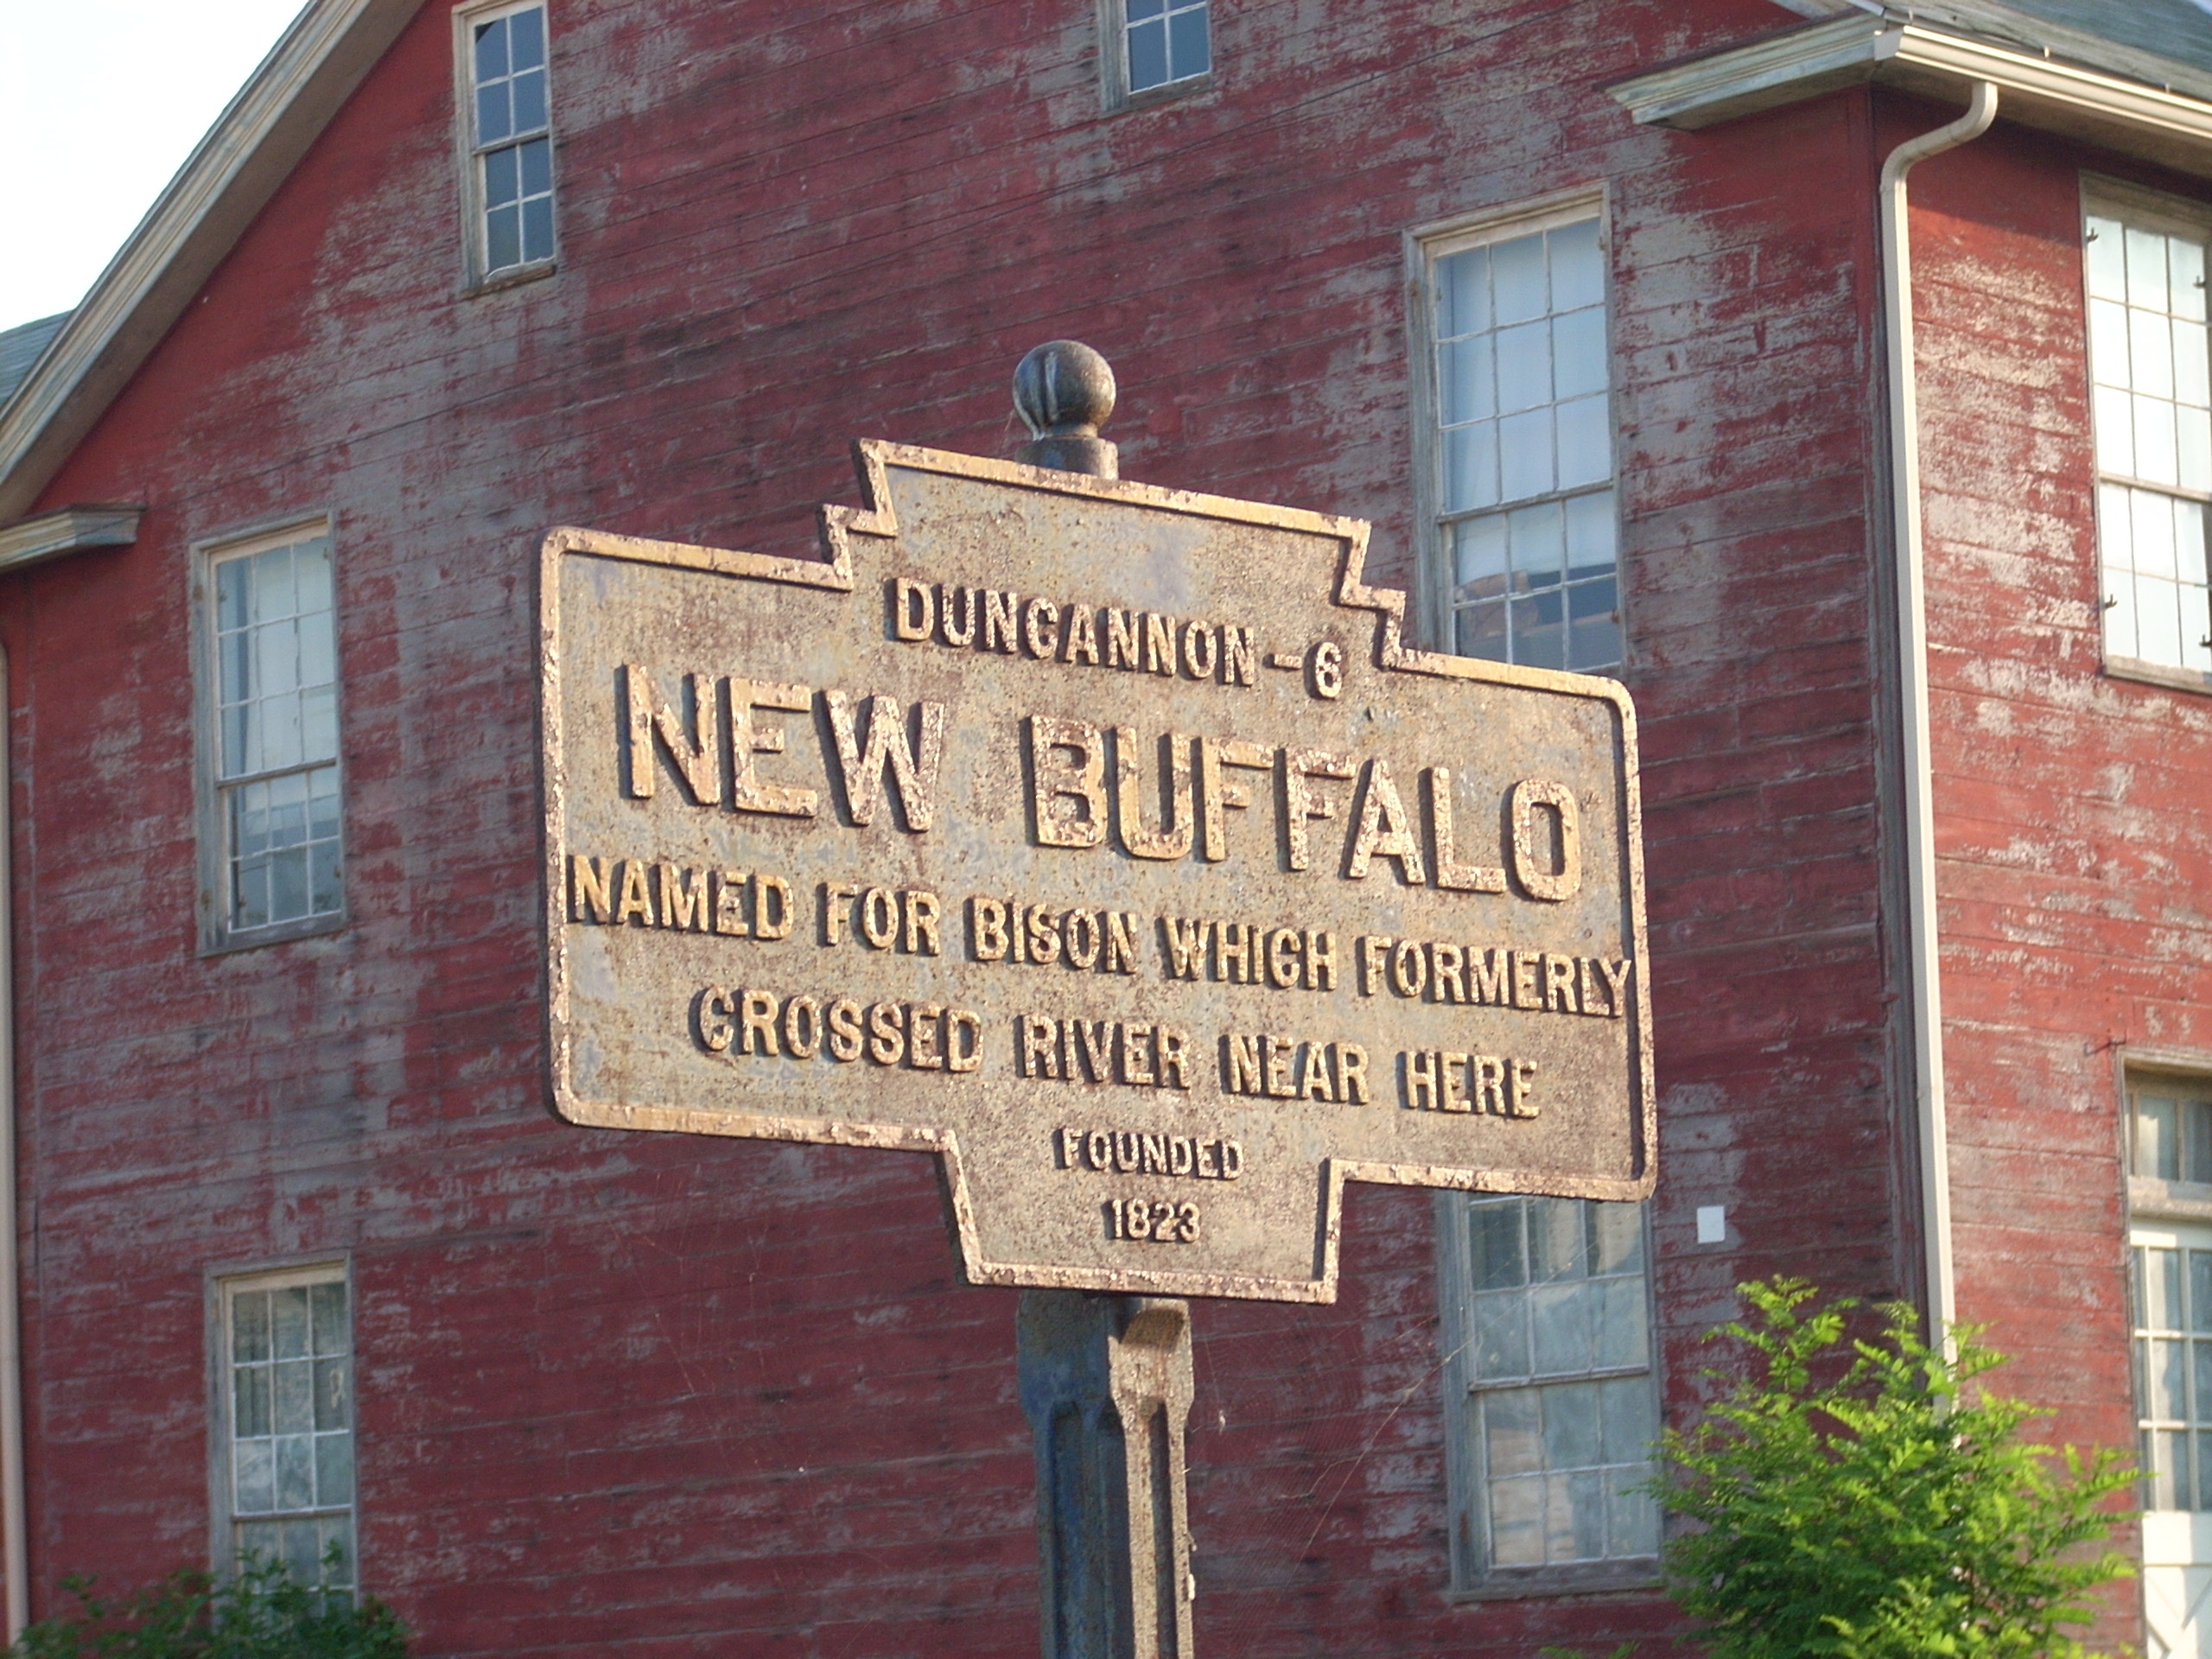 DUNCANNON-6
NEW BUFFALO
NAMED FOR BISON WHICH FORMERLY
CROSSED RIVER NEAR HERE
FOUNDED
1823